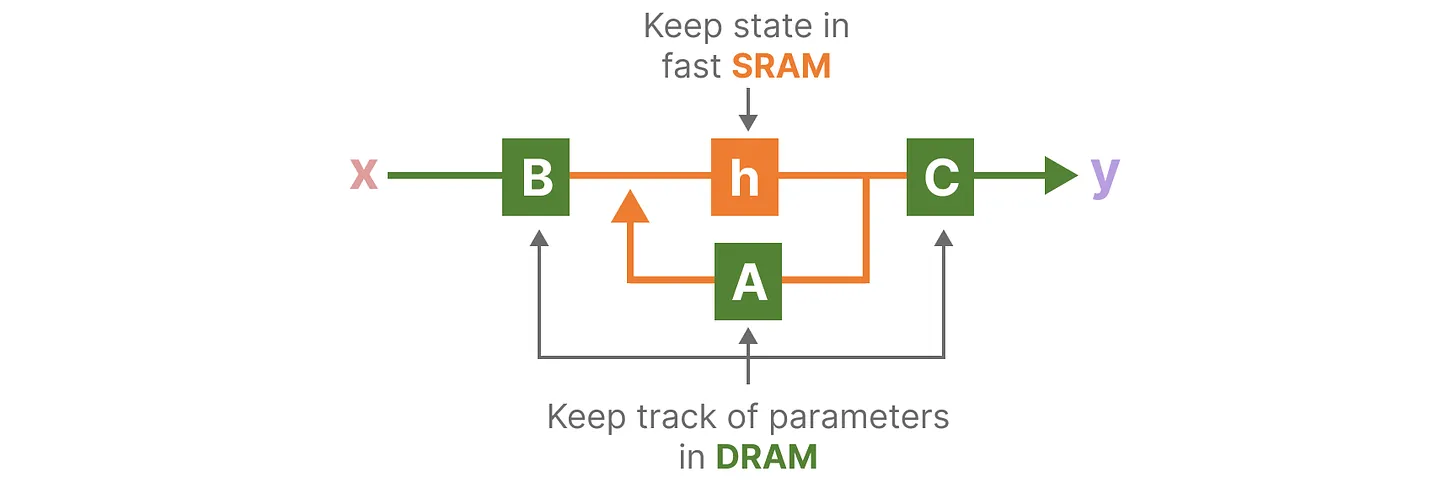 Keep state in
fast SRAM
x B h C y
A
Keep track of parameters
in DRAM